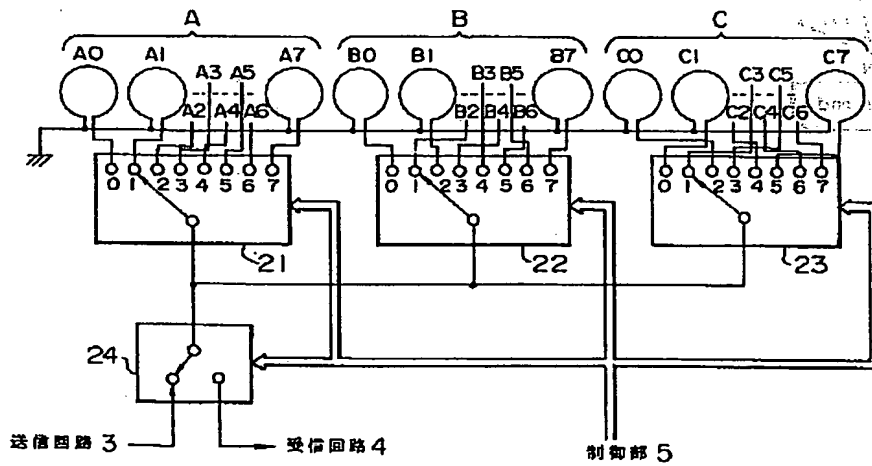 A B C
A0 A1 A7 B0 B1 B7 C0 C1 C7
A3 A5 B3 B5 C3 C5
A2 A4 A6 B2 B4 B6 C2 C4 C6
0 1 2 3 4 5 6 7 0 1 2 3 4 5 6 7 0 1 2 3 4 5 6 7
21 22 23
24
送信回路 3 受信回路 4 制御部 5